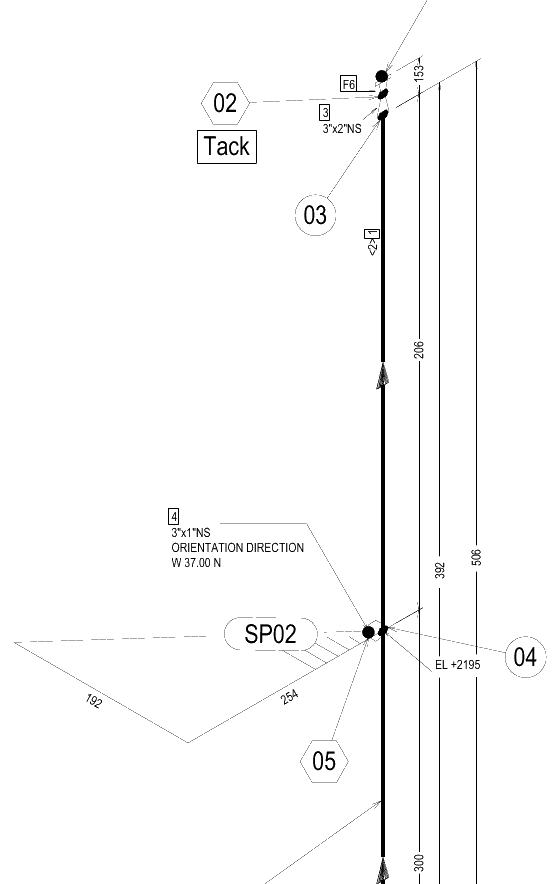 153
F6
02
3
3"x2"NS
Tack
03
<2> 1
206
4
3"x1"NS
ORIENTATION DIRECTION
W 37.00 N
506
392
SP02
04
EL +2195
192
254
05
300